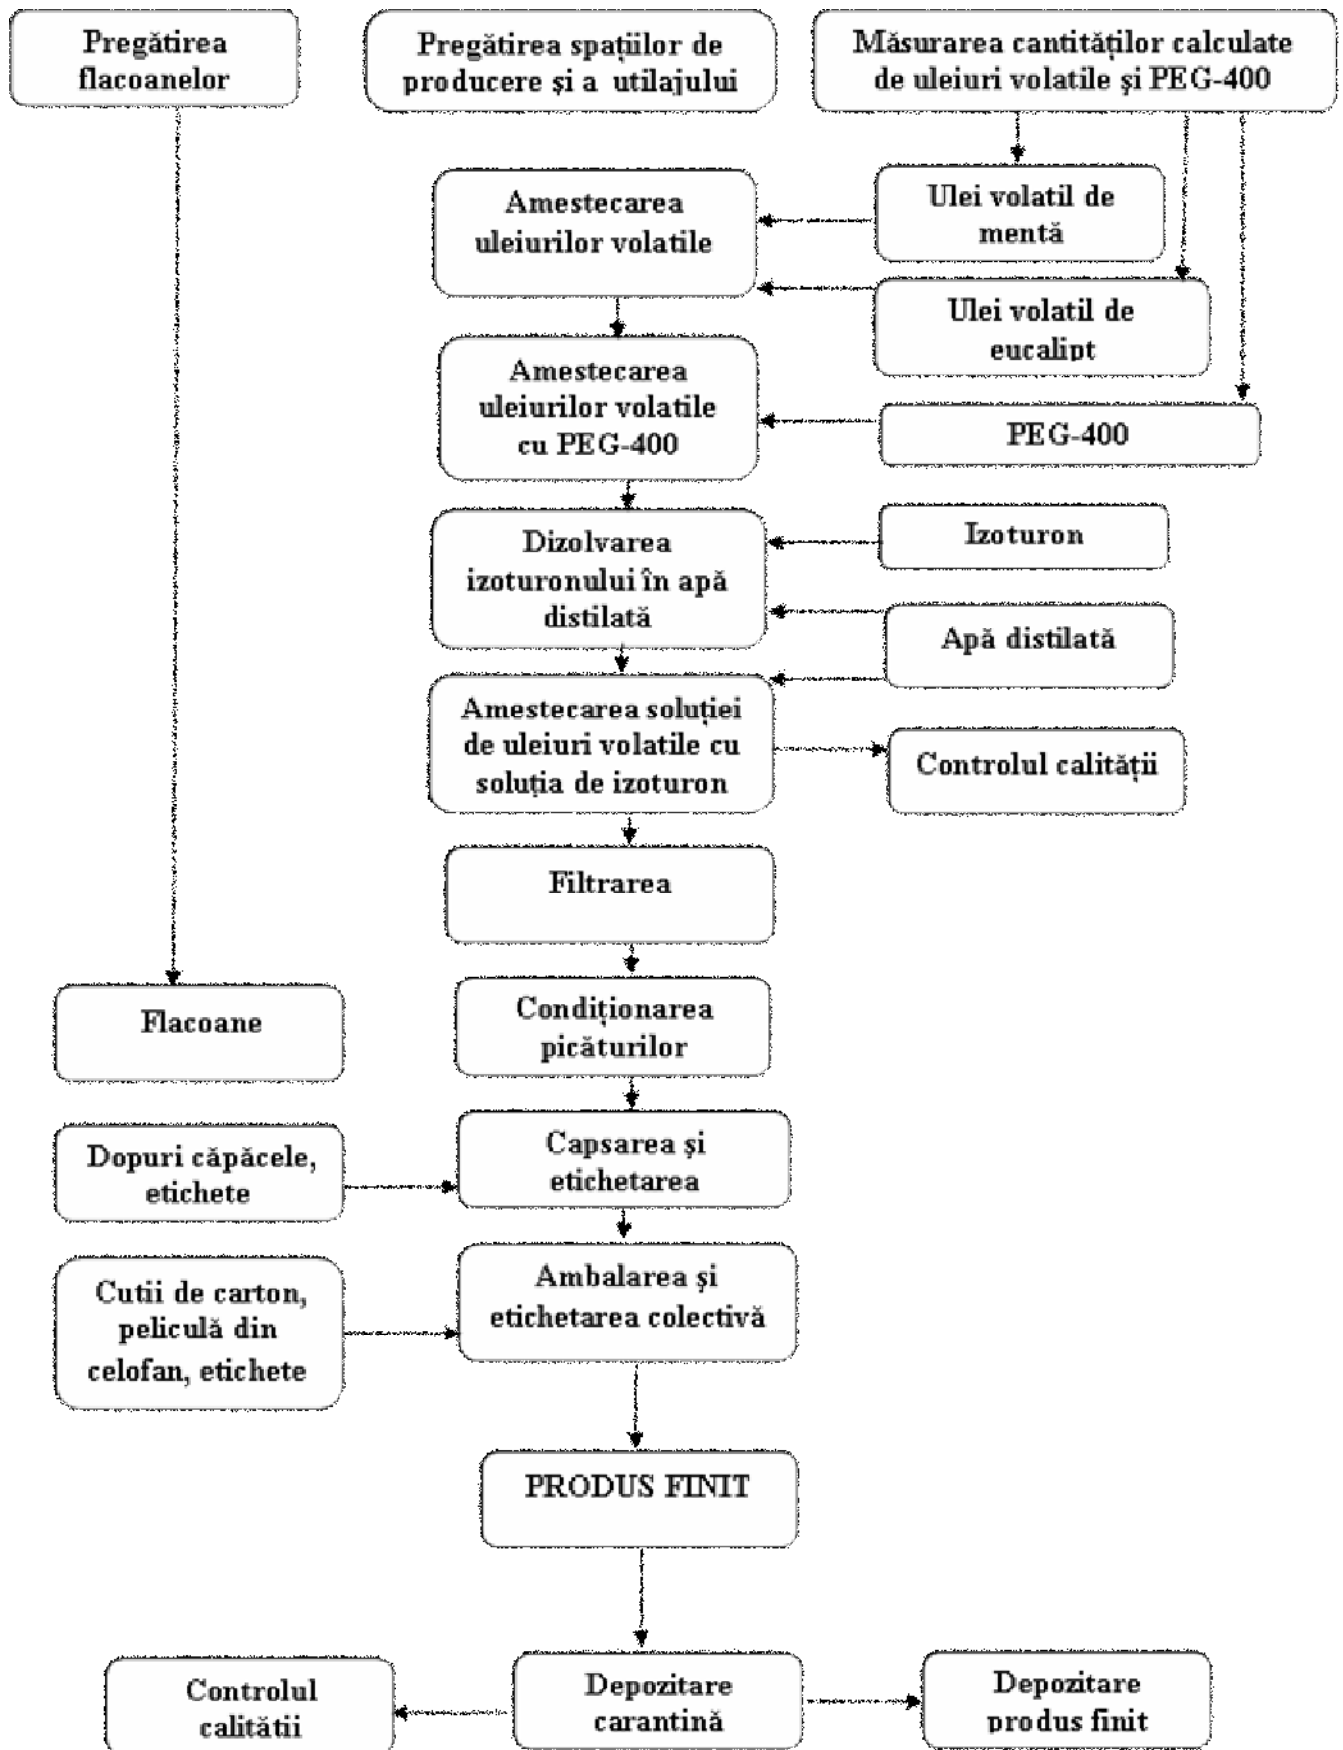 Pregătirea
flacoanelor
Pregătirea spațiilor de
producere și a utilajului
Măsurarea cantităților calculate
de uleiuri volatile și PEG-400
Amestecarea
uleiurilor volatile
Ulei volatil de
mentă
Ulei volatil de
eucalipt
Amestecarea
uleiurilor volatile
cu PEG-400
PEG-400
Dizolvarea
izoturonului în apă
distilată
Izoturon
Apă distilată
Amestecarea soluției
de uleiuri volatile cu
soluția de izoturon
Controlul calității
Filtrarea
Flacoane
Condiționarea
picăturilor
Dopuri căpăcele,
etichete
Capsarea și
etichetarea
Cutii de carton,
peliculă din
celofan, etichete
Ambalarea și
etichetarea colectivă
PRODUS FINIT
Controlul
calității
Depozitare
carantină
Depozitare
produs finit